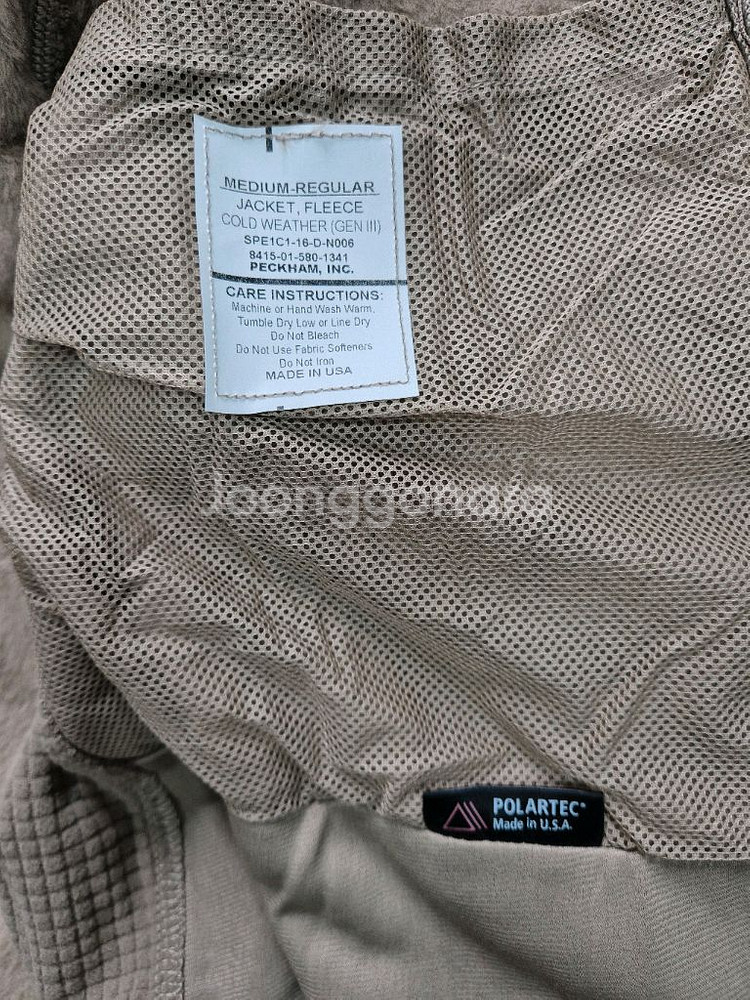 MEDIUM-REGULAR
JACKET, FLEECE
COLD WEATHER (GEN III)
SPE1C1-16-D-N006
8415-01-580-1341
PECKHAM, INC.
CARE INSTRUCTIONS:
Machine or Hand Wash Warm,
Tumble Dry Low or Line Dry
Do Not Bleach
Do Not Use Fabric Softeners
Do Not Iron
MADE IN USA
Joonggonara
POLARTEC®
Made in U.S.A.